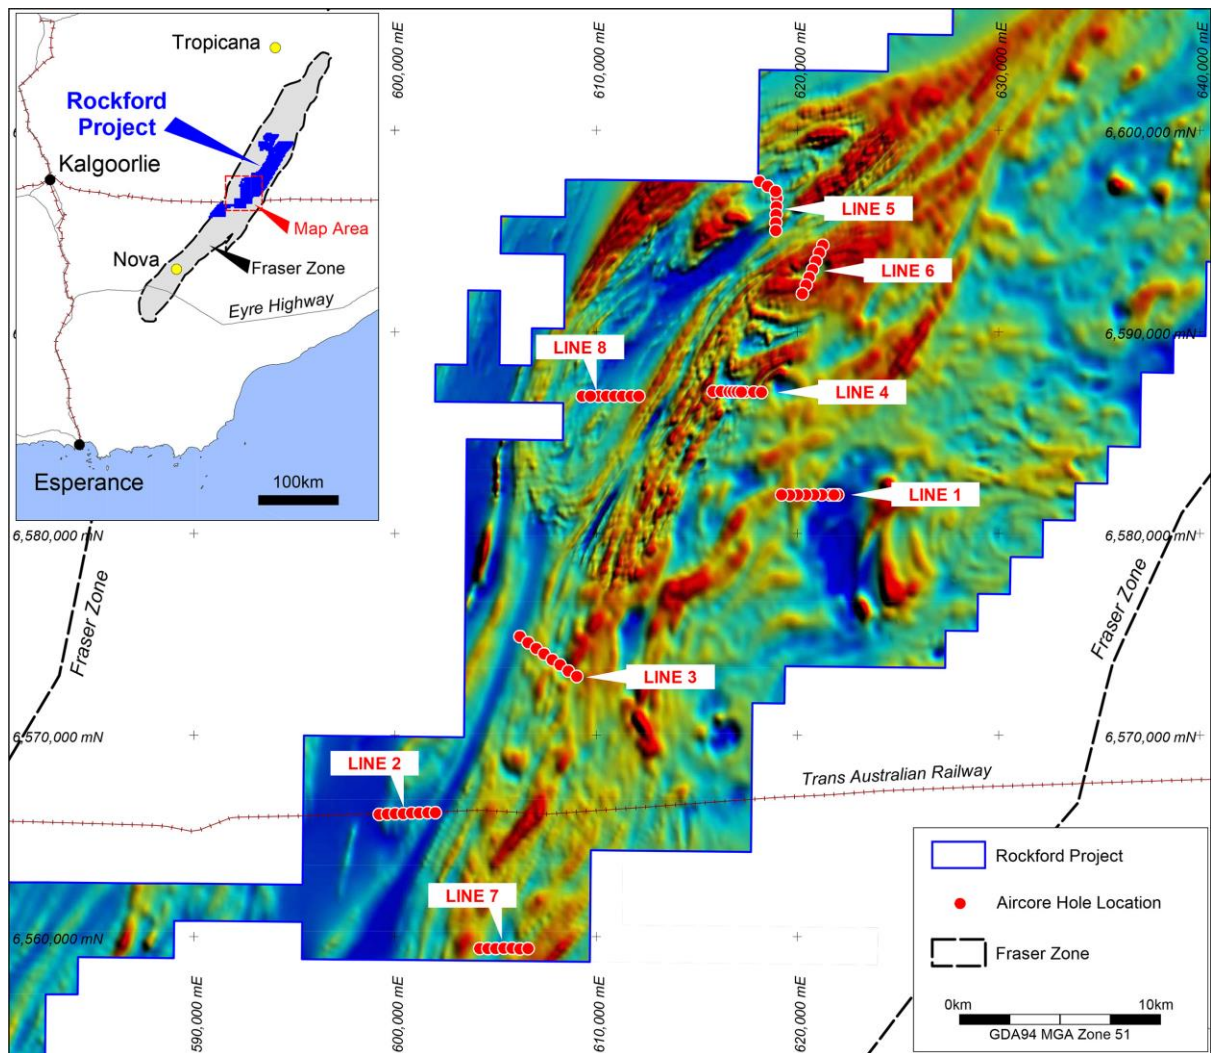 Tropicana
Rockford
Project
Kalgoorlie
Map Area
Nova
Fraser Zone
Eyre Highway
Esperance
100km
600,000 mE
610,000 mE
620,000 mE
630,000 mE
640,000 mE
6,600,000 mN
LINE 5
LINE 6
6,590,000 mN
LINE 8
LINE 4
LINE 1
6,580,000 mN
6,580,000 mN
Fraser Zone
Fraser Zone
LINE 3
6,570,000 mN
6,570,000 mN
LINE 2
Trans Australian Railway
LINE 7
6,560,000 mN
590,000 mE
600,000 mE
610,000 mE
620,000 mE
Rockford Project
Aircore Hole Location
Fraser Zone
0km
10km
GDA94 MGA Zone 51